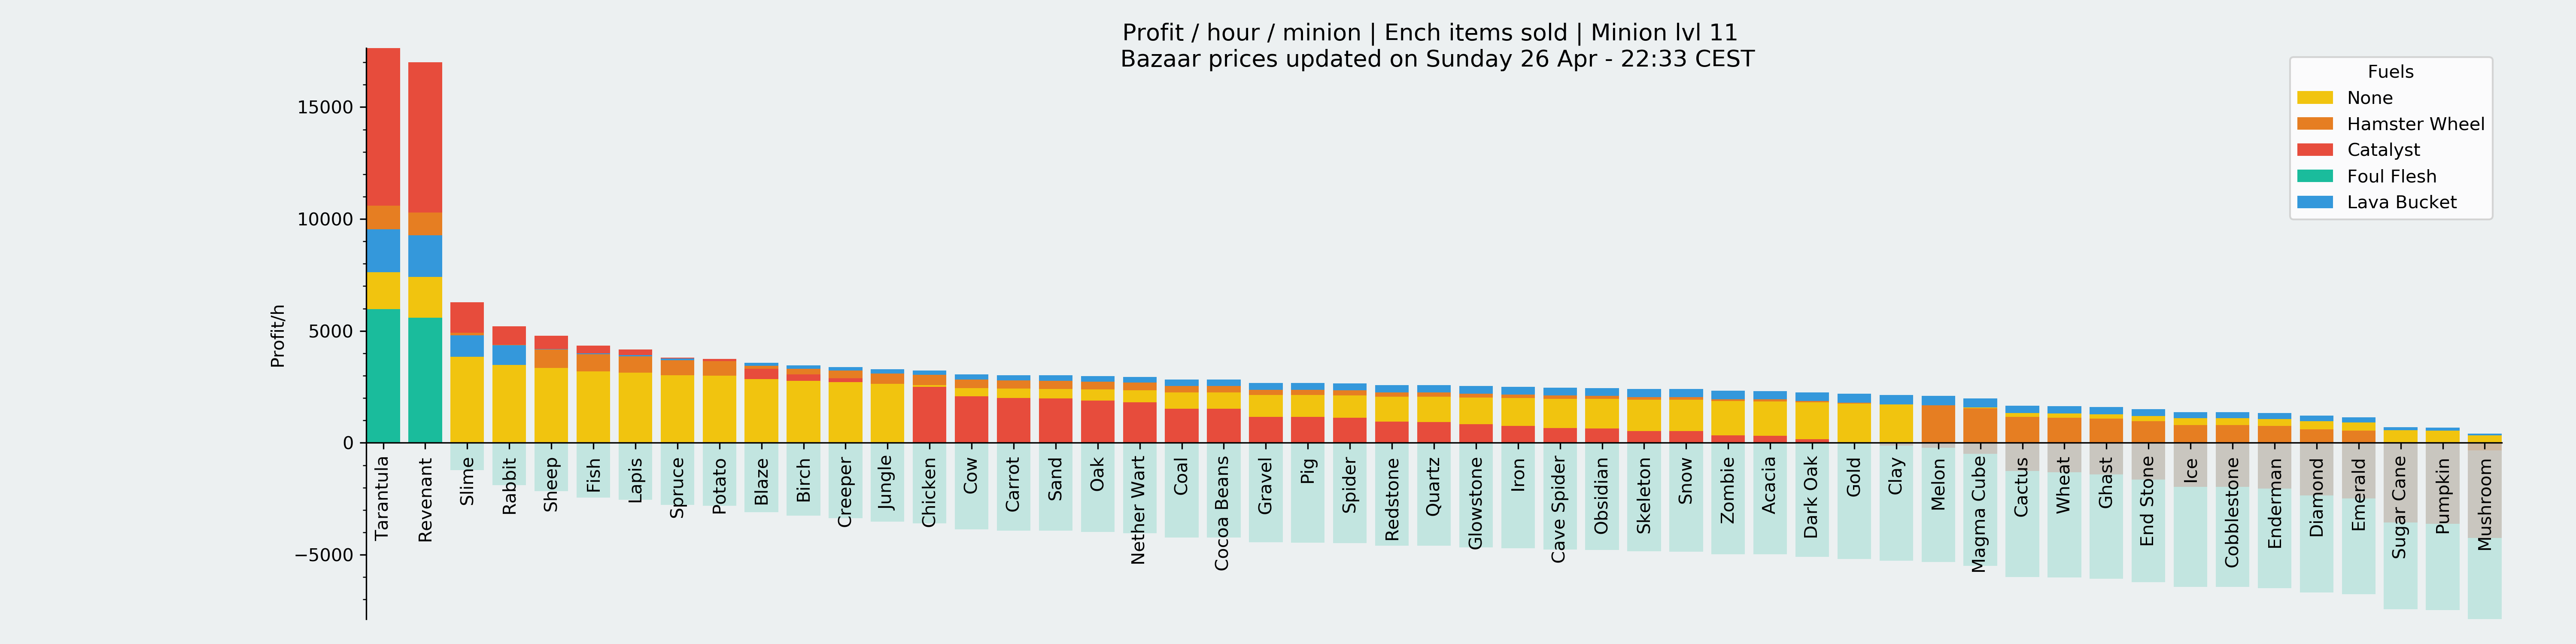 Profit / hour / minion | Ench items sold | Minion lvl 11
Bazaar prices updated on Sunday 26 Apr - 22:33 CEST
Fuels
None
Hamster Wheel
Catalyst
Foul Flesh
Lava Bucket
Profit/h
15000
10000
5000
0
−5000
Tarantula
Revenant
Slime
Rabbit
Sheep
Fish
Lapis
Spruce
Potato
Blaze
Birch
Creeper
Jungle
Chicken
Cow
Carrot
Sand
Oak
Nether Wart
Coal
Cocoa Beans
Gravel
Pig
Spider
Redstone
Quartz
Glowstone
Iron
Cave Spider
Obsidian
Skeleton
Snow
Zombie
Acacia
Dark Oak
Gold
Clay
Melon
Magma Cube
Cactus
Wheat
Ghast
End Stone
Ice
Cobblestone
Enderman
Diamond
Emerald
Sugar Cane
Pumpkin
Mushroom